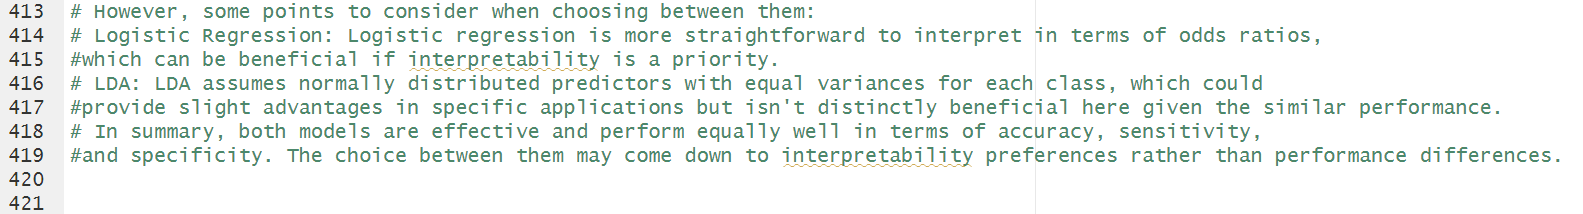 413 # However, some points to consider when choosing between them:
414 # Logistic Regression: Logistic regression is more straightforward to interpret in terms of odds ratios,
415 #which can be beneficial if interpretability is a priority.
416 # LDA: LDA assumes normally distributed predictors with equal variances for each class, which could
417 #provide slight advantages in specific applications but isn't distinctly beneficial here given the similar performance.
418 # In summary, both models are effective and perform equally well in terms of accuracy, sensitivity,
419 #and specificity. The choice between them may come down to interpretability preferences rather than performance differences.
420
421